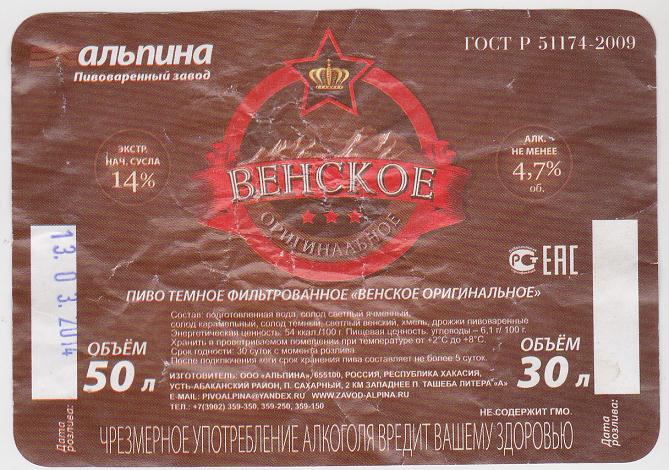 альпина
Пивоваренный завод
ГОСТ Р 51174-2009
ЭКСТР.
НАЧ. СУСЛА
14%
АЛК.
НЕ МЕНЕЕ
4,7%
об.
ВЕНСКОЕ
ОРИГИНАЛЬНОЕ
13.03.2014
РСТ ЕАС
ПИВО ТЕМНОЕ ФИЛЬТРОВАННОЕ «ВЕНСКОЕ ОРИГИНАЛЬНОЕ»
Состав: подготовленная вода, солод светлый ячменный,
солод карамельный, солод темный, светлый венский, хмель, дрожжи пивоваренные
Энергетическая ценность: 54 ккал./100 г. Пищевая ценность: углеводы – 6,1 г/ 100 г.
Хранить в проветриваемом помещении при температуре от +2°С до +8°С.
Срок годности: 30 суток с момента розлива.
После подключения кеги срок хранения пива составляет не более 5 суток.
ОБЪЁМ
50 л
ОБЪЁМ
30 л
ИЗГОТОВИТЕЛЬ: ООО «АЛЬПИНА», 655100, РОССИЯ, РЕСПУБЛИКА ХАКАСИЯ,
УСТЬ-АБАКАНСКИЙ РАЙОН, П. САХАРНЫЙ, 2 КМ ЗАПАДНЕЕ П. ТАШЕБА ЛИТЕРА «А»
E-MAIL: PIVOALPINA@YANDEX.RU WWW.ZAVOD-ALPINA.RU
ТЕЛ.: +7(3902) 359-350, 359-250, 359-150
НЕ СОДЕРЖИТ ГМО.
Дата
розлива:
Дата
розлива:
ЧРЕЗМЕРНОЕ УПОТРЕБЛЕНИЕ АЛКОГОЛЯ ВРЕДИТ ВАШЕМУ ЗДОРОВЬЮ